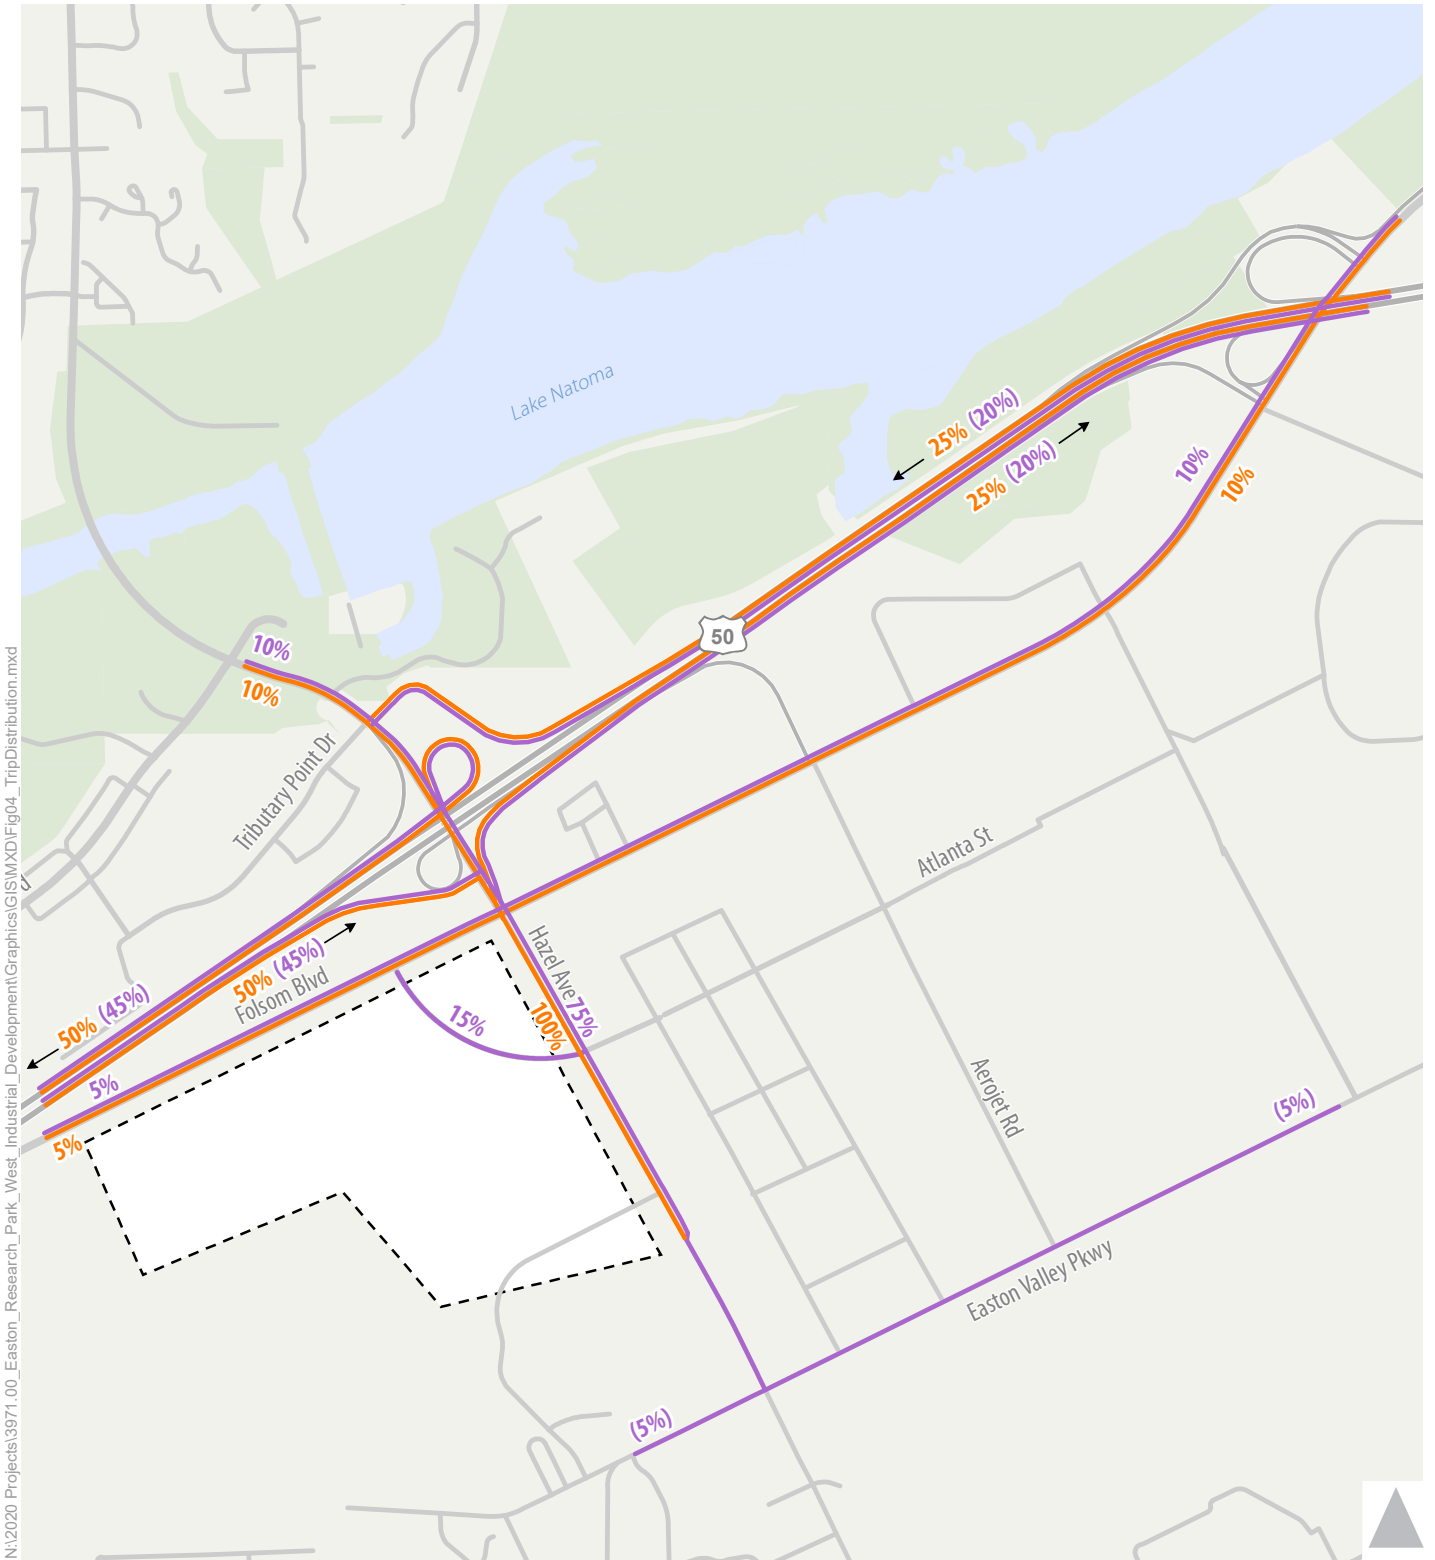 Lake Natoma
25% (20%)
25% (20%)
10%
10%
50
10%
10%
Tributary Point Dr
Atlanta St
Hazel Ave
50% (45%)
Folsom Blvd
50% (45%)
75%
100%
15%
5%
5%
Aerojet Rd
(5%)
Easton Valley Pkwy
(5%)
N:\2020 Projects\3971.00_Easton_Research_Park_West_Industrial_Development\Graphics\GIS\MXD\Fig04_TripDistribution.mxd